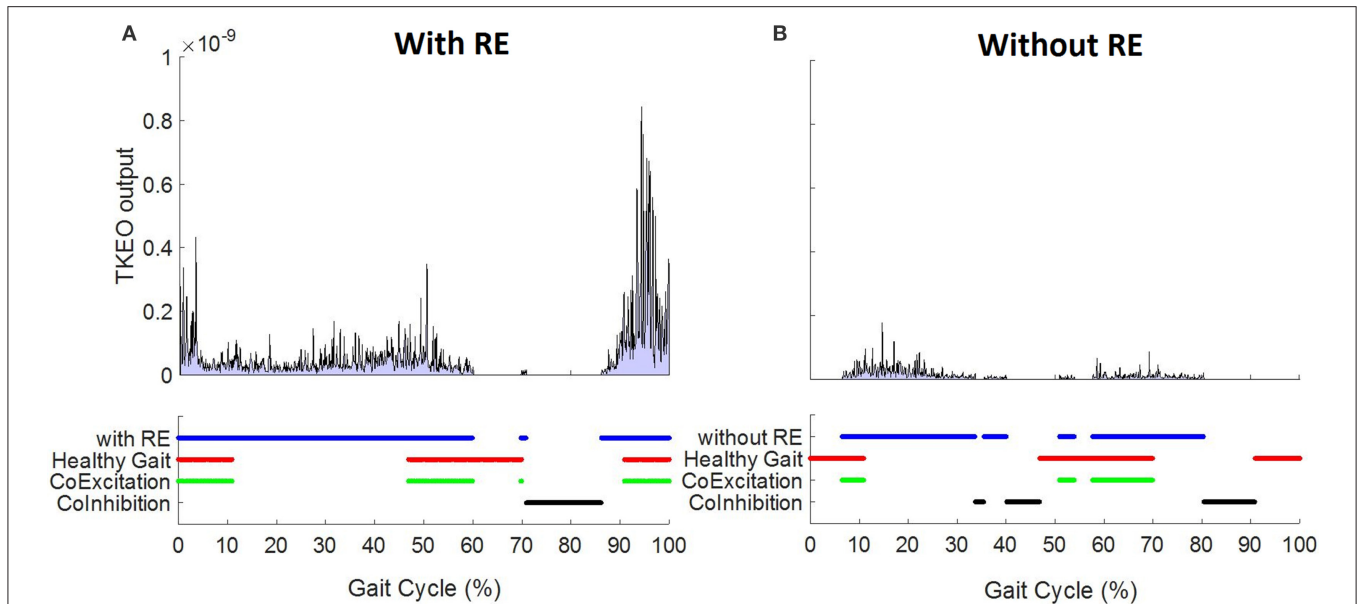 A
With RE
×10-9
1
0.8
0.6
0.4
0.2
0
TKEO output
with RE
Healthy Gait
CoExcitation
CoInhibition
0 10 20 30 40 50 60 70 80 90 100
Gait Cycle (%)
B
Without RE
without RE
Healthy Gait
CoExcitation
CoInhibition
0 10 20 30 40 50 60 70 80 90 100
Gait Cycle (%)